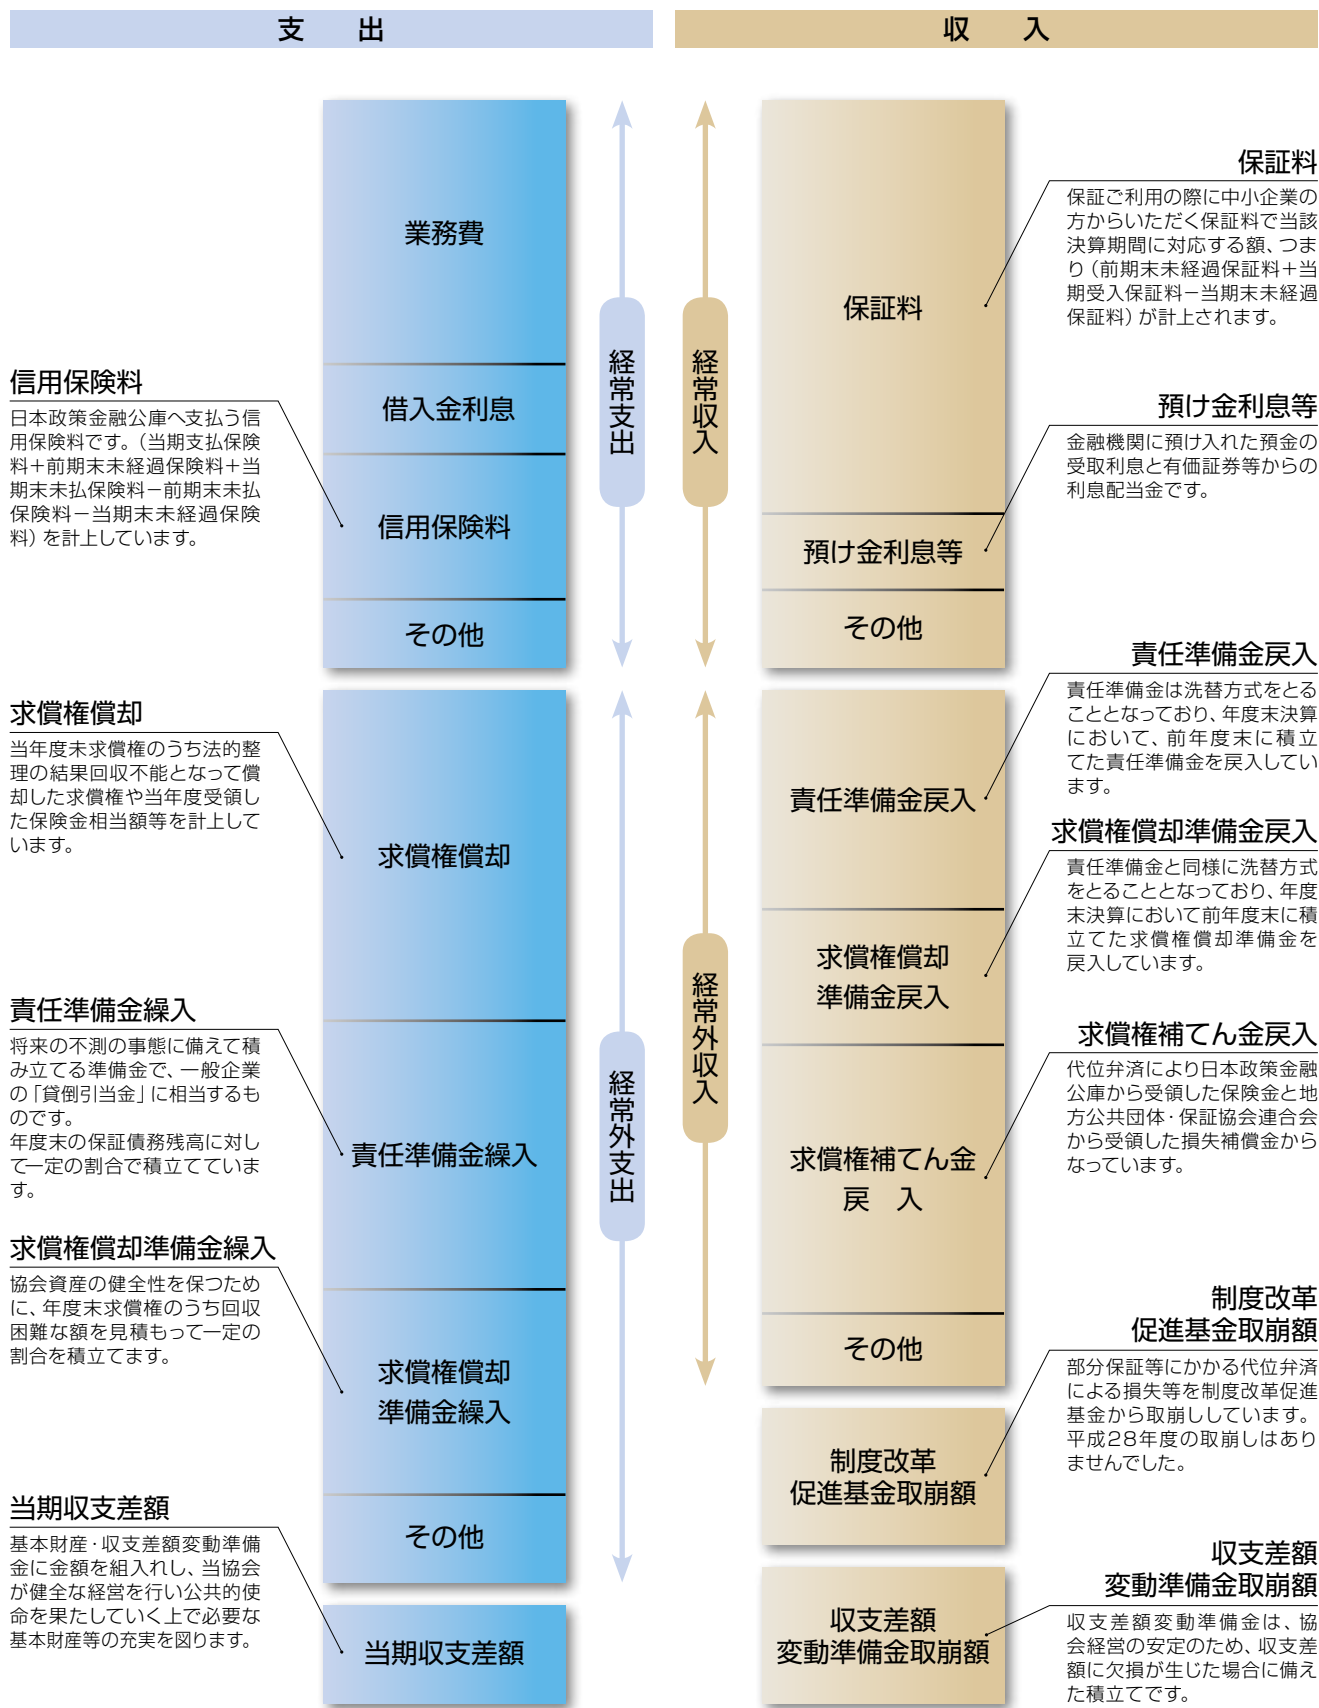 支　出
業務費
借入金利息
信用保険料
その他
経常支出
信用保険料
日本政策金融公庫へ支払う信
用保険料です。（当期支払保険
料＋前期末未経過保険料＋当
期末未払保険料－前期末未払
保険料－当期末未経過保険
料）を計上しています。
求償権償却
当年度末求償権のうち法的整
理の結果回収不能となって償
却した求償権や当年度受領し
た保険金相当額等を計上して
います。
求償権償却
責任準備金繰入
求償権償却
準備金繰入
その他
経常外支出
責任準備金繰入
将来の不測の事態に備えて積
み立てる準備金で、一般企業
の「貸倒引当金」に相当するも
のです。
年度末の保証債務残高に対し
て一定の割合で積立てていま
す。
求償権償却準備金繰入
協会資産の健全性を保つため
に、年度末求償権のうち回収
困難な額を見積もって一定の
割合を積立てます。
当期収支差額
基本財産・収支差額変動準備
金に金額を組入れし、当協会
が健全な経営を行い公共的使
命を果たしていく上で必要な
基本財産等の充実を図ります。
当期収支差額
収　入
経常収入
保証料
預け金利息等
その他
保証料
保証ご利用の際に中小企業の
方からいただく保証料で当該
決算期間に対応する額、つま
り（前期末未経過保証料＋当
期受入保証料－当期末未経過
保証料）が計上されます。
預け金利息等
金融機関に預け入れた預金の
受取利息と有価証券等からの
利息配当金です。
経常外収入
責任準備金戻入
求償権償却
準備金戻入
求償権補てん金
戻　入
その他
責任準備金戻入
責任準備金は洗替方式をとる
こととなっており、年度末決算
において、前年度末に積立
てた責任準備金を戻入してい
ます。
求償権償却準備金戻入
責任準備金と同様に洗替方式
をとることとなっており、年度
末決算において前年度末に積
立てた求償権償却準備金を
戻入しています。
求償権補てん金戻入
代位弁済により日本政策金融
公庫から受領した保険金と地
方公共団体・保証協会連合会
から受領した損失補償金から
なっています。
制度改革
促進基金取崩額
制度改革
促進基金取崩額
部分保証等にかかる代位弁済
による損失等を制度改革促進
基金から取崩ししています。
平成28年度の取崩しはあり
ませんでした。
収支差額
変動準備金取崩額
収支差額
変動準備金取崩額
収支差額変動準備金は、協
会経営の安定のため、収支差
額に欠損が生じた場合に備え
た積立てです。